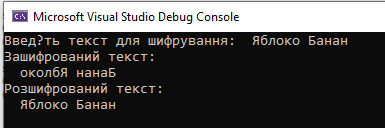 Microsoft Visual Studio Debug Console
Введ?ть текст для шифрування:  Яблоко Банан
Зашифрований текст:
  околбЯ нанаБ
Розшифрований текст:
  Яблоко Банан